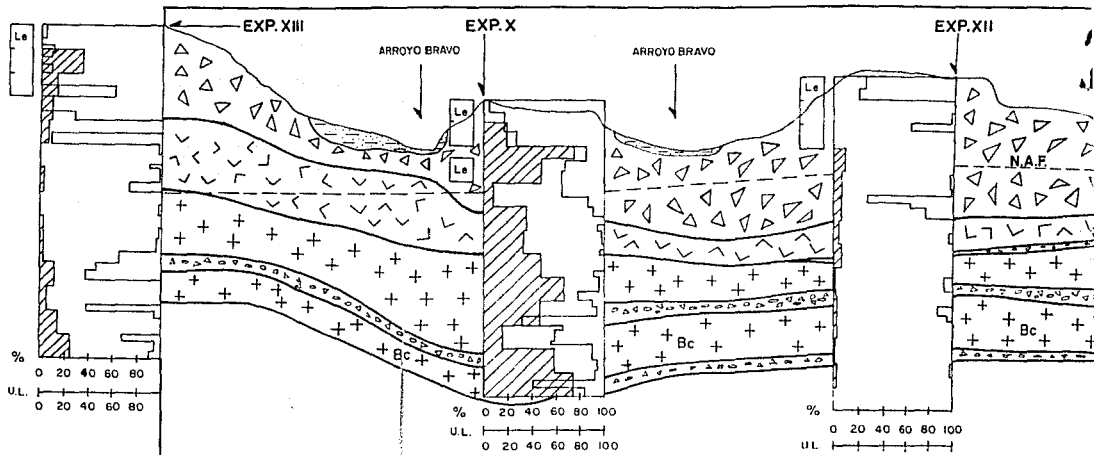 EXP. XIII
EXP. X
EXP. XII
ARROYO BRAVO
ARROYO BRAVO
Le
Le
Le
Le
N.A.F.
Bc
Bc
Bc
%
0 20 40 60 80
U.L.
0 20 40 60 80
%
0 20 40 60 80 100
U.L.
0 20 40 60 80 100
%
0 20 40 60 80 100
U.L.